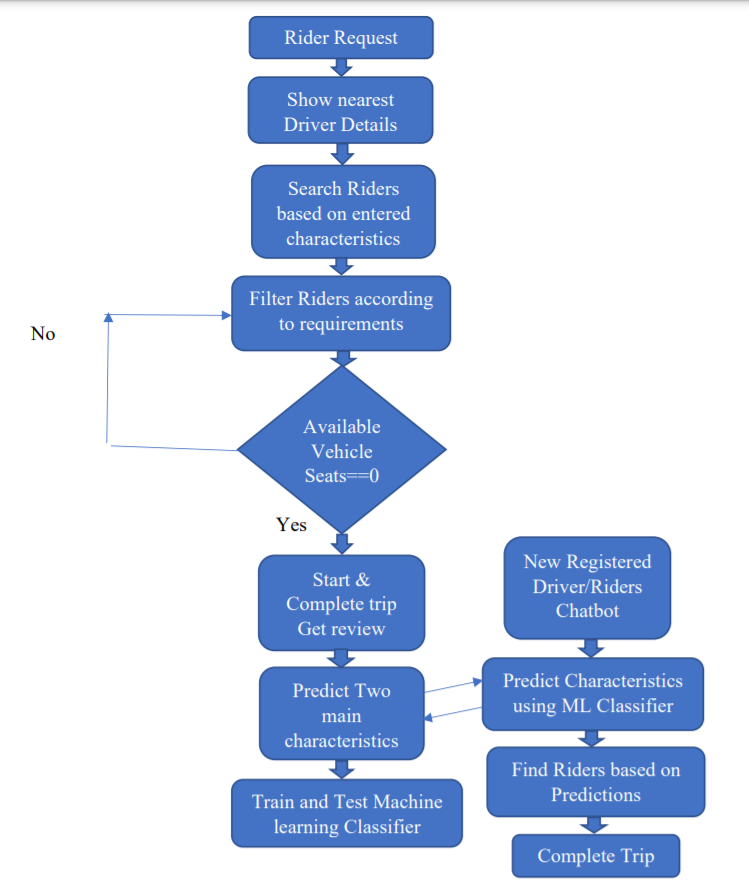 Rider Request
Show nearest
Driver Details
Search Riders
based on entered
characteristics
Filter Riders according
to requirements
No
Available
Vehicle
Seats==0
Yes
Start &
Complete trip
Get review
Predict Two
main
characteristics
Train and Test Machine
learning Classifier
New Registered
Driver/Riders
Chatbot
Predict Characteristics
using ML Classifier
Find Riders based on
Predictions
Complete Trip